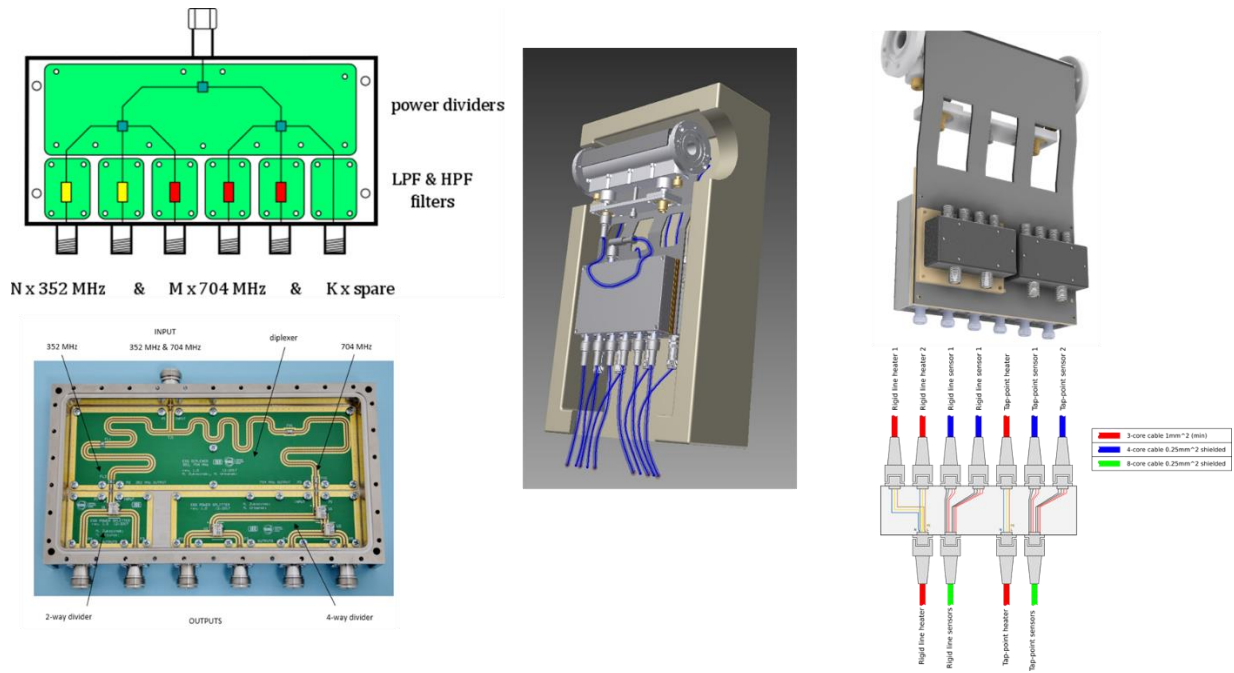 power dividers
LPF & HPF
filters
N x 352 MHz & M x 704 MHz & K x spare
INPUT
352 MHz
352 MHz & 704 MHz
diplexer
704 MHz
2-way divider
4-way divider
OUTPUTS
Rigid line heater 1
Rigid line heater 2
Rigid line sensor 1
Rigid line sensor 1
Tap-point heater
Tap-point sensor 1
Tap-point sensor 2
3-core cable 1mm^2 (min)
4-core cable 0.25mm^2 shielded
8-core cable 0.25mm^2 shielded
Rigid line heater
Rigid line sensors
Tap-point heater
Tap-point sensors